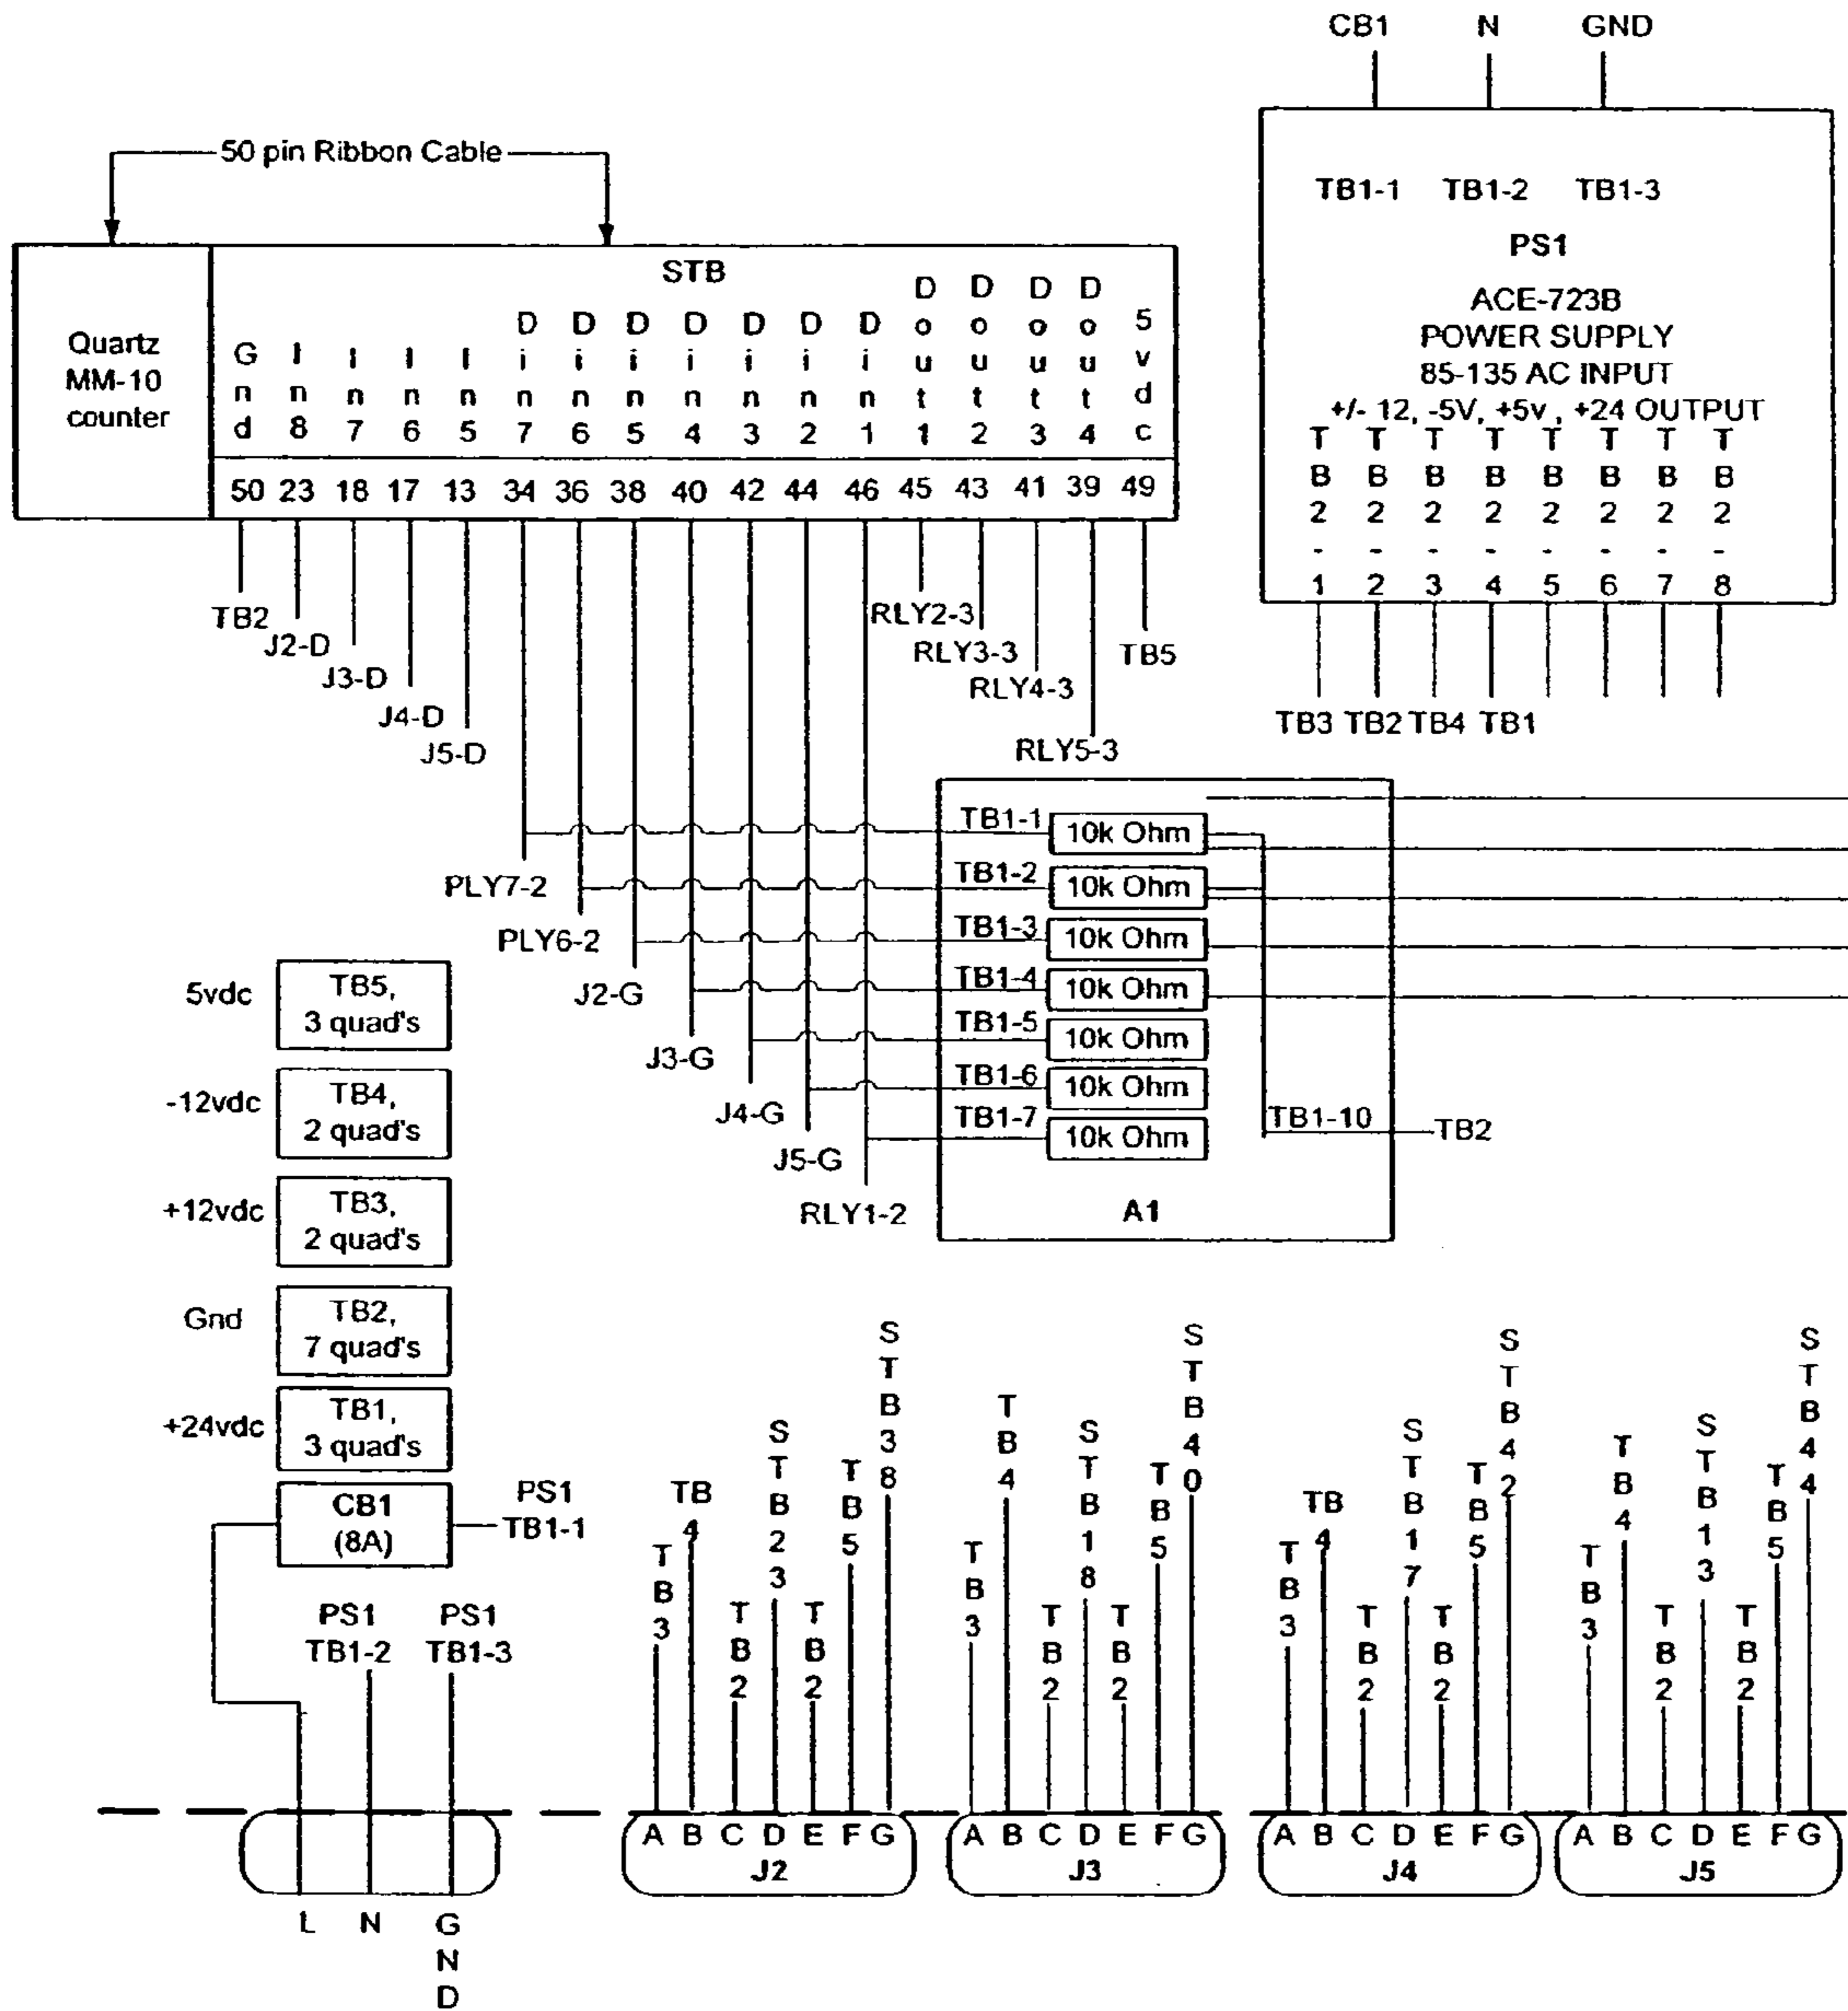 CB1 N GND
50 pin Ribbon Cable
TB1-1 TB1-2 TB1-3
PS1
ACE-723B
POWER SUPPLY
85-135 AC INPUT
+/- 12, -5V, +5v , +24 OUTPUT
TB2-1 TB2-2 TB2-3 TB2-4 TB2-5 TB2-6 TB2-7 TB2-8
TB3 TB2 TB4 TB1
STB
Quartz
MM-10
counter
Gnd In8 In7 In6 In5 Din7 Din6 Din5 Din4 Din3 Din2 Din1 Dout1 Dout2 Dout3 Dout4 5vdc
50 23 18 17 13 34 36 38 40 42 44 46 45 43 41 39 49
TB2
J2-D
J3-D
J4-D
J5-D
RLY2-3
RLY3-3
RLY4-3
RLY5-3
TB5
PLY7-2
PLY6-2
J2-G
J3-G
J4-G
J5-G
RLY1-2
TB1-1 10k Ohm
TB1-2 10k Ohm
TB1-3 10k Ohm
TB1-4 10k Ohm
TB1-5 10k Ohm
TB1-6 10k Ohm
TB1-7 10k Ohm
TB1-10 TB2
A1
5vdc
TB5,
3 quad's
-12vdc
TB4,
2 quad's
+12vdc
TB3,
2 quad's
Gnd
TB2,
7 quad's
+24vdc
TB1,
3 quad's
CB1
(8A)
PS1
TB1-1
PS1
TB1-2
PS1
TB1-3
L N GND
TB3 TB4 TB2 STB23 TB2 TB5 STB38
A B C D E F G
J2
TB3 TB4 TB2 STB18 TB2 TB5 STB40
A B C D E F G
J3
TB3 TB4 TB2 STB17 TB2 TB5 STB42
A B C D E F G
J4
TB3 TB4 TB2 STB13 TB2 TB5 STB44
A B C D E F G
J5